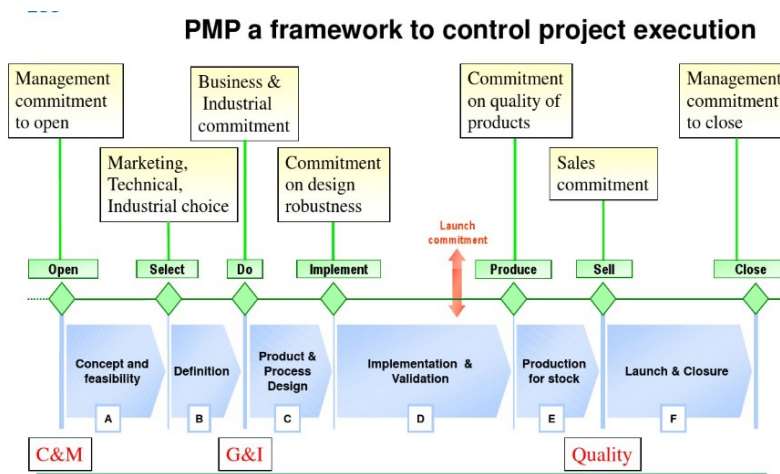 PMP a framework to control project execution
Management
commitment
to open
Business &
Industrial
commitment
Commitment
on quality of
products
Management
commitment
to close
Marketing,
Technical,
Industrial choice
Commitment
on design
robustness
Sales
commitment
Launch
commitment
Open
Select
Do
Implement
Produce
Sell
Close
Concept and
feasibility
Definition
Product &
Process
Design
Implementation &
Validation
Production
for stock
Launch & Closure
A
B
C
D
E
F
C&M
G&I
Quality